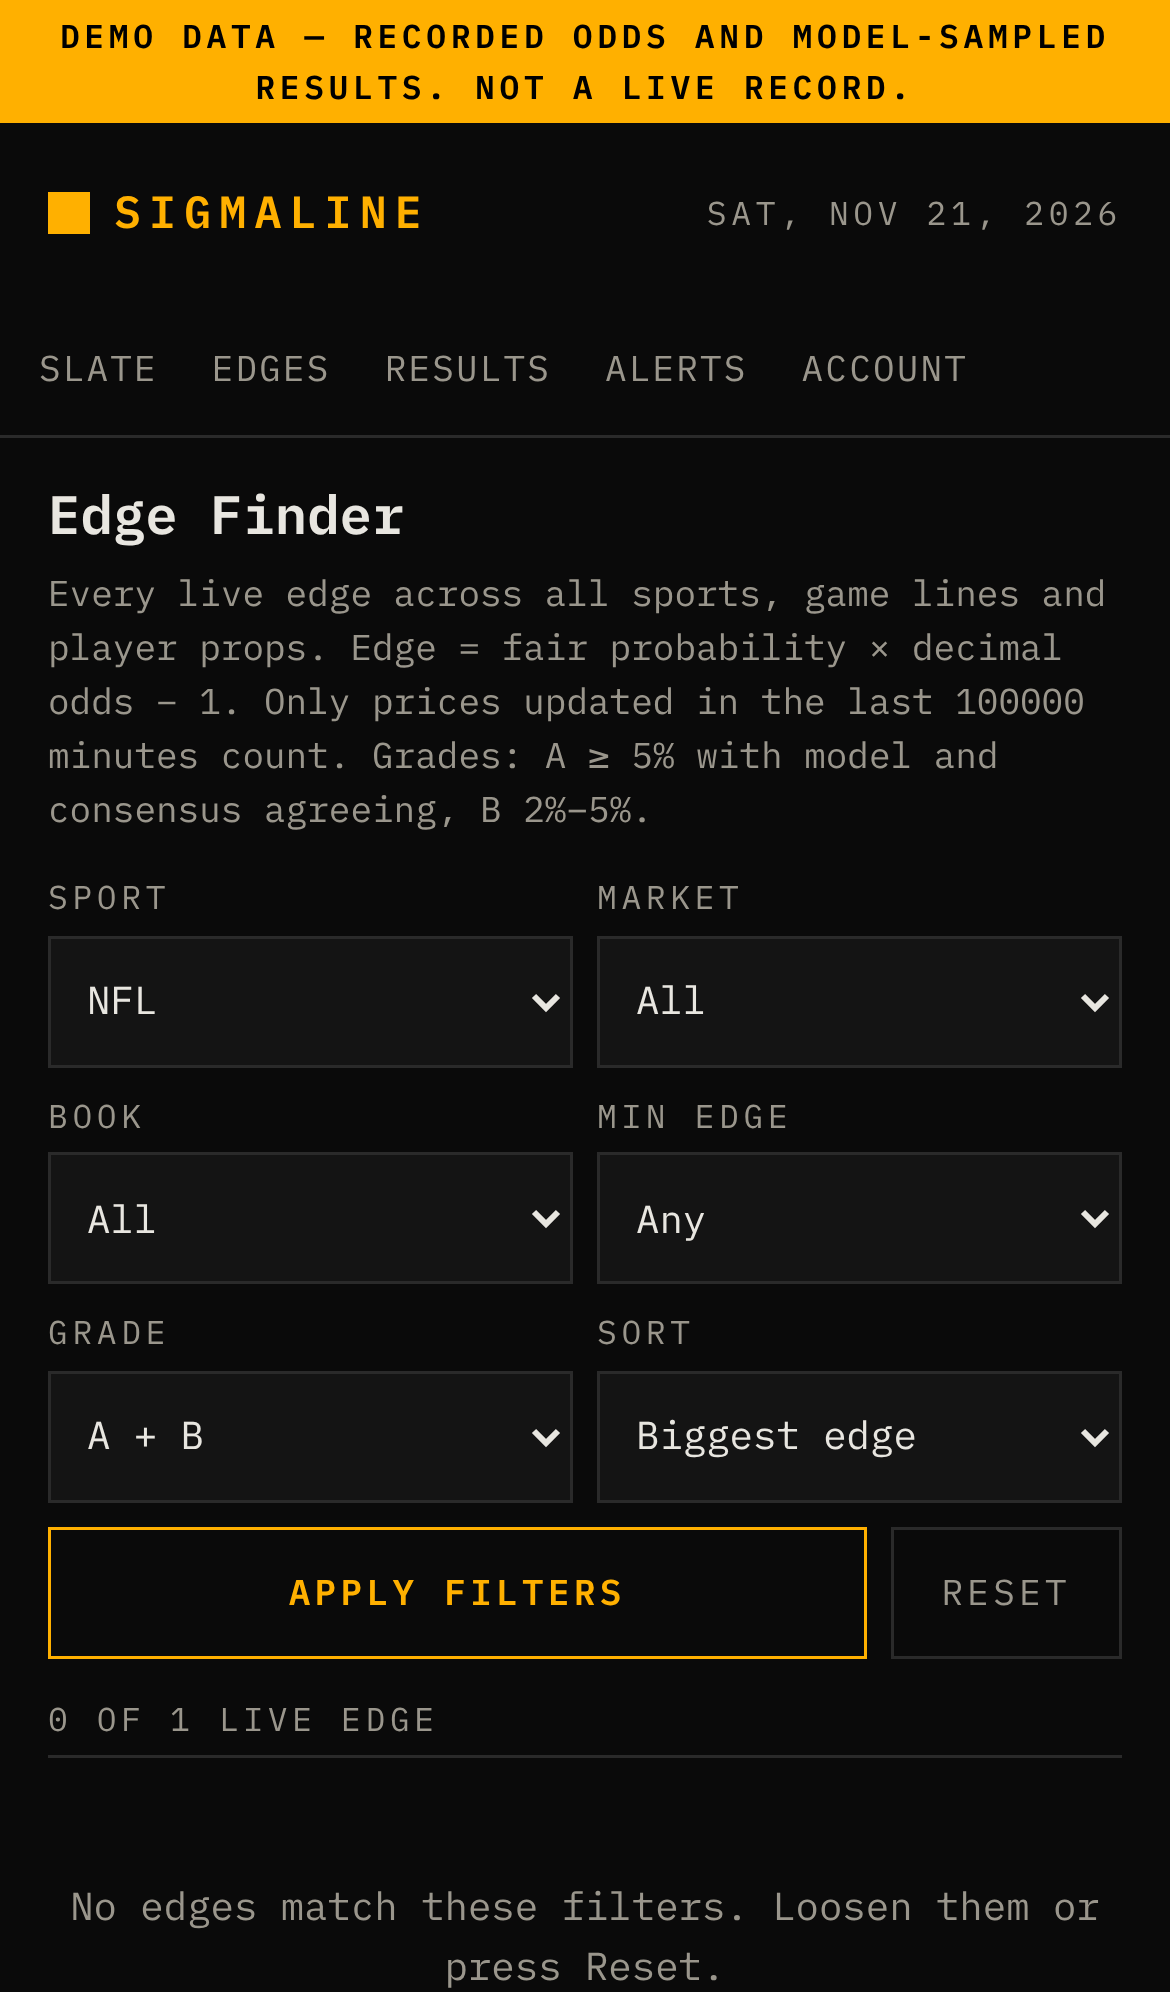 DEMO DATA — RECORDED ODDS AND MODEL-SAMPLED
RESULTS. NOT A LIVE RECORD.
SIGMALINE
SAT, NOV 21, 2026
SLATE EDGES RESULTS ALERTS ACCOUNT
Edge Finder
Every live edge across all sports, game lines and
player props. Edge = fair probability × decimal
odds − 1. Only prices updated in the last 100000
minutes count. Grades: A ≥ 5% with model and
consensus agreeing, B 2%–5%.
SPORT MARKET
NFL All
BOOK MIN EDGE
All Any
GRADE SORT
A + B Biggest edge
APPLY FILTERS RESET
0 OF 1 LIVE EDGE
No edges match these filters. Loosen them or
press Reset.